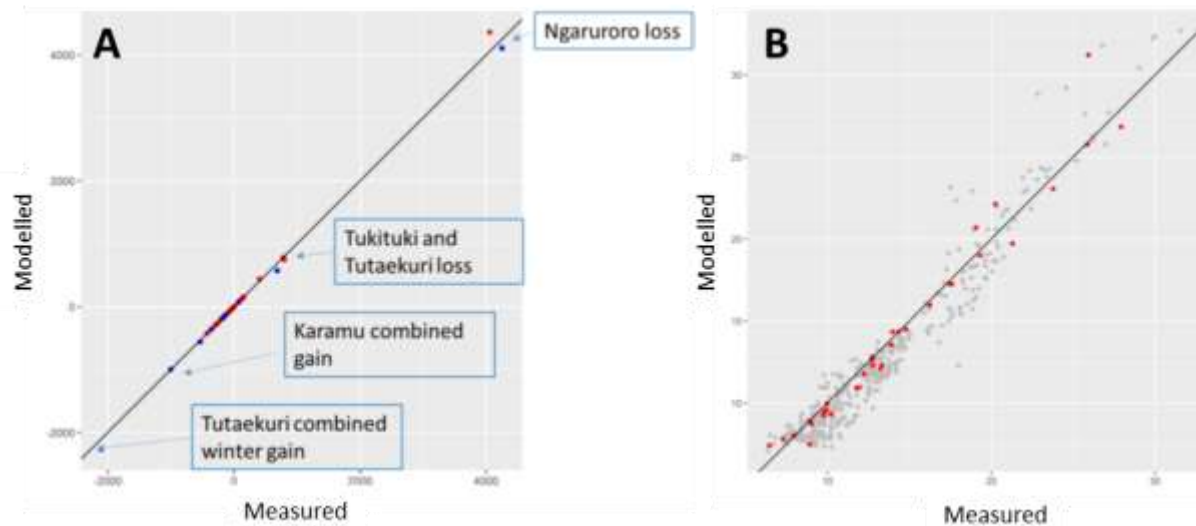 A
Ngaruroro loss
4000
2000
Tukituki and
Tutaekuri loss
Modelled
0
Karamu combined
gain
-2000
Tutaekuri combined
winter gain
-2000
0
2000
4000
Measured
B
30
25
20
Modelled
15
10
10
20
30
Measured